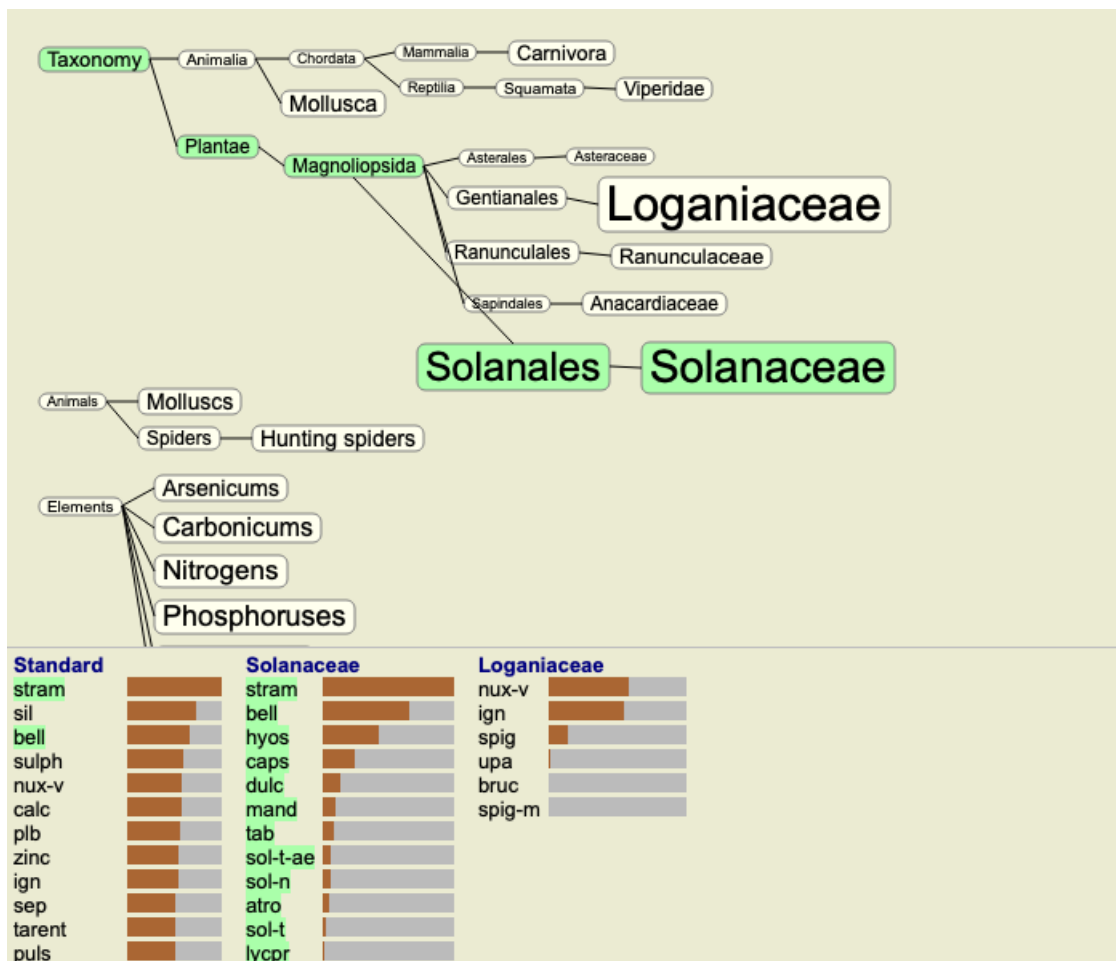 Taxonomy
Animalia
Chordata
Mammalia
Carnivora
Reptilia
Squamata
Viperidae
Mollusca
Plantae
Magnoliopsida
Asterales
Asteraceae
Gentianales
Loganiaceae
Ranunculales
Ranunculaceae
Sapindales
Anacardiaceae
Solanales
Solanaceae
Animals
Molluscs
Spiders
Hunting spiders
Elements
Arsenicums
Carbonicums
Nitrogens
Phosphoruses
Standard
stram
sil
bell
sulph
nux-v
calc
plb
zinc
ign
sep
tarent
puls
Solanaceae
stram
bell
hyos
caps
dulc
mand
tab
sol-t-ae
sol-n
atro
sol-t
lycpr
Loganiaceae
nux-v
ign
spig
upa
bruc
spig-m